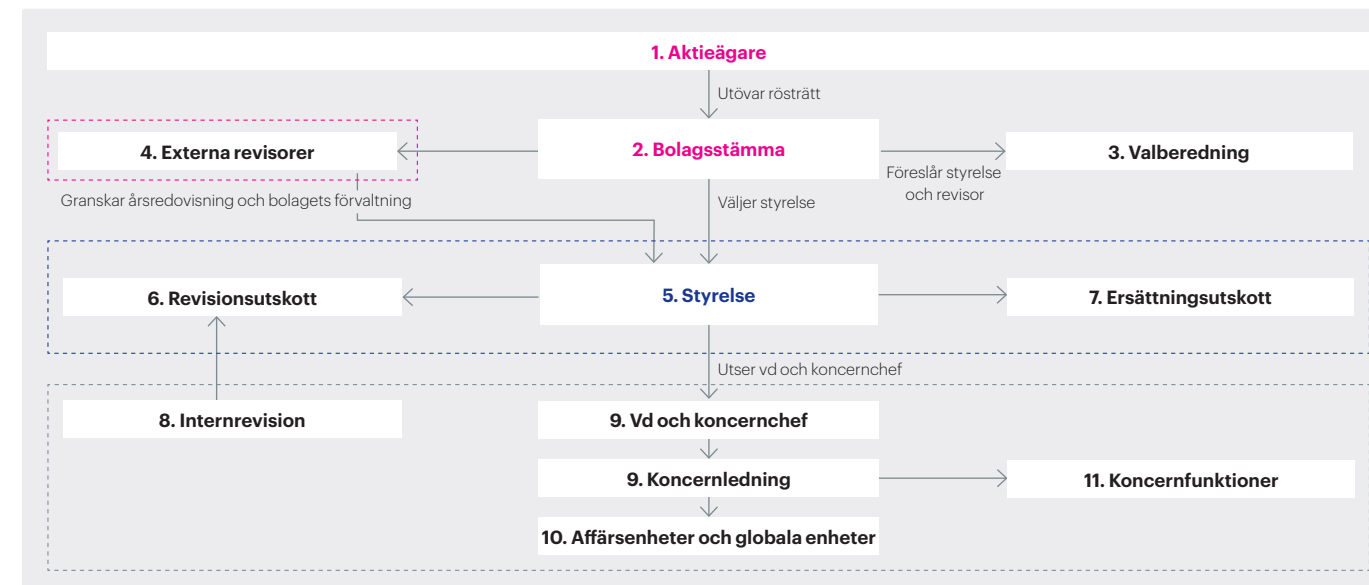 1. Aktieägare
Utövar rösträtt
4. Externa revisorer
2. Bolagsstämma
3. Valberedning
Föreslår styrelse
och revisor
Granskar årsredovisning och bolagets förvaltning
Väljer styrelse
6. Revisionsutskott
5. Styrelse
7. Ersättningsutskott
Utser vd och koncernchef
8. Internrevision
9. Vd och koncernchef
9. Koncernledning
11. Koncernfunktioner
10. Affärsenheter och globala enheter